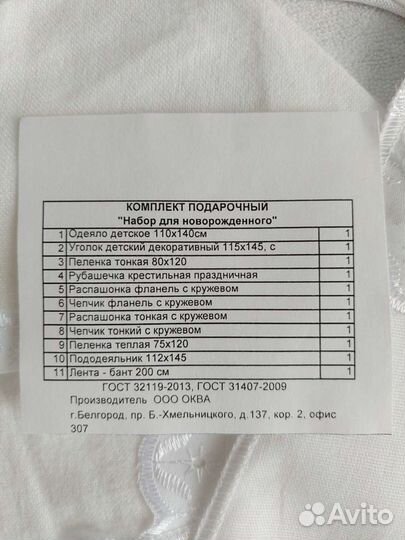 КОМПЛЕКТ ПОДАРОЧНЫЙ
"Набор для новорожденного"
1 Одеяло детское 110х140см 1
2 Уголок детский декоративный 115х145, с 1
3 Пеленка тонкая 80х120 1
4 Рубашечка крестильная праздничная 1
5 Распашонка фланель с кружевом 1
6 Чепчик фланель с кружевом 1
7 Распашонка тонкая с кружевом 1
8 Чепчик тонкий с кружевом 1
9 Пеленка теплая 75х120 1
10 Пододеяльник 112х145 1
11 Лента - бант 200 см 1
ГОСТ 32119-2013, ГОСТ 31407-2009
Производитель ООО ОКВА
г.Белгород, пр. Б.-Хмельницкого, д.137, кор. 2, офис
307
Avito